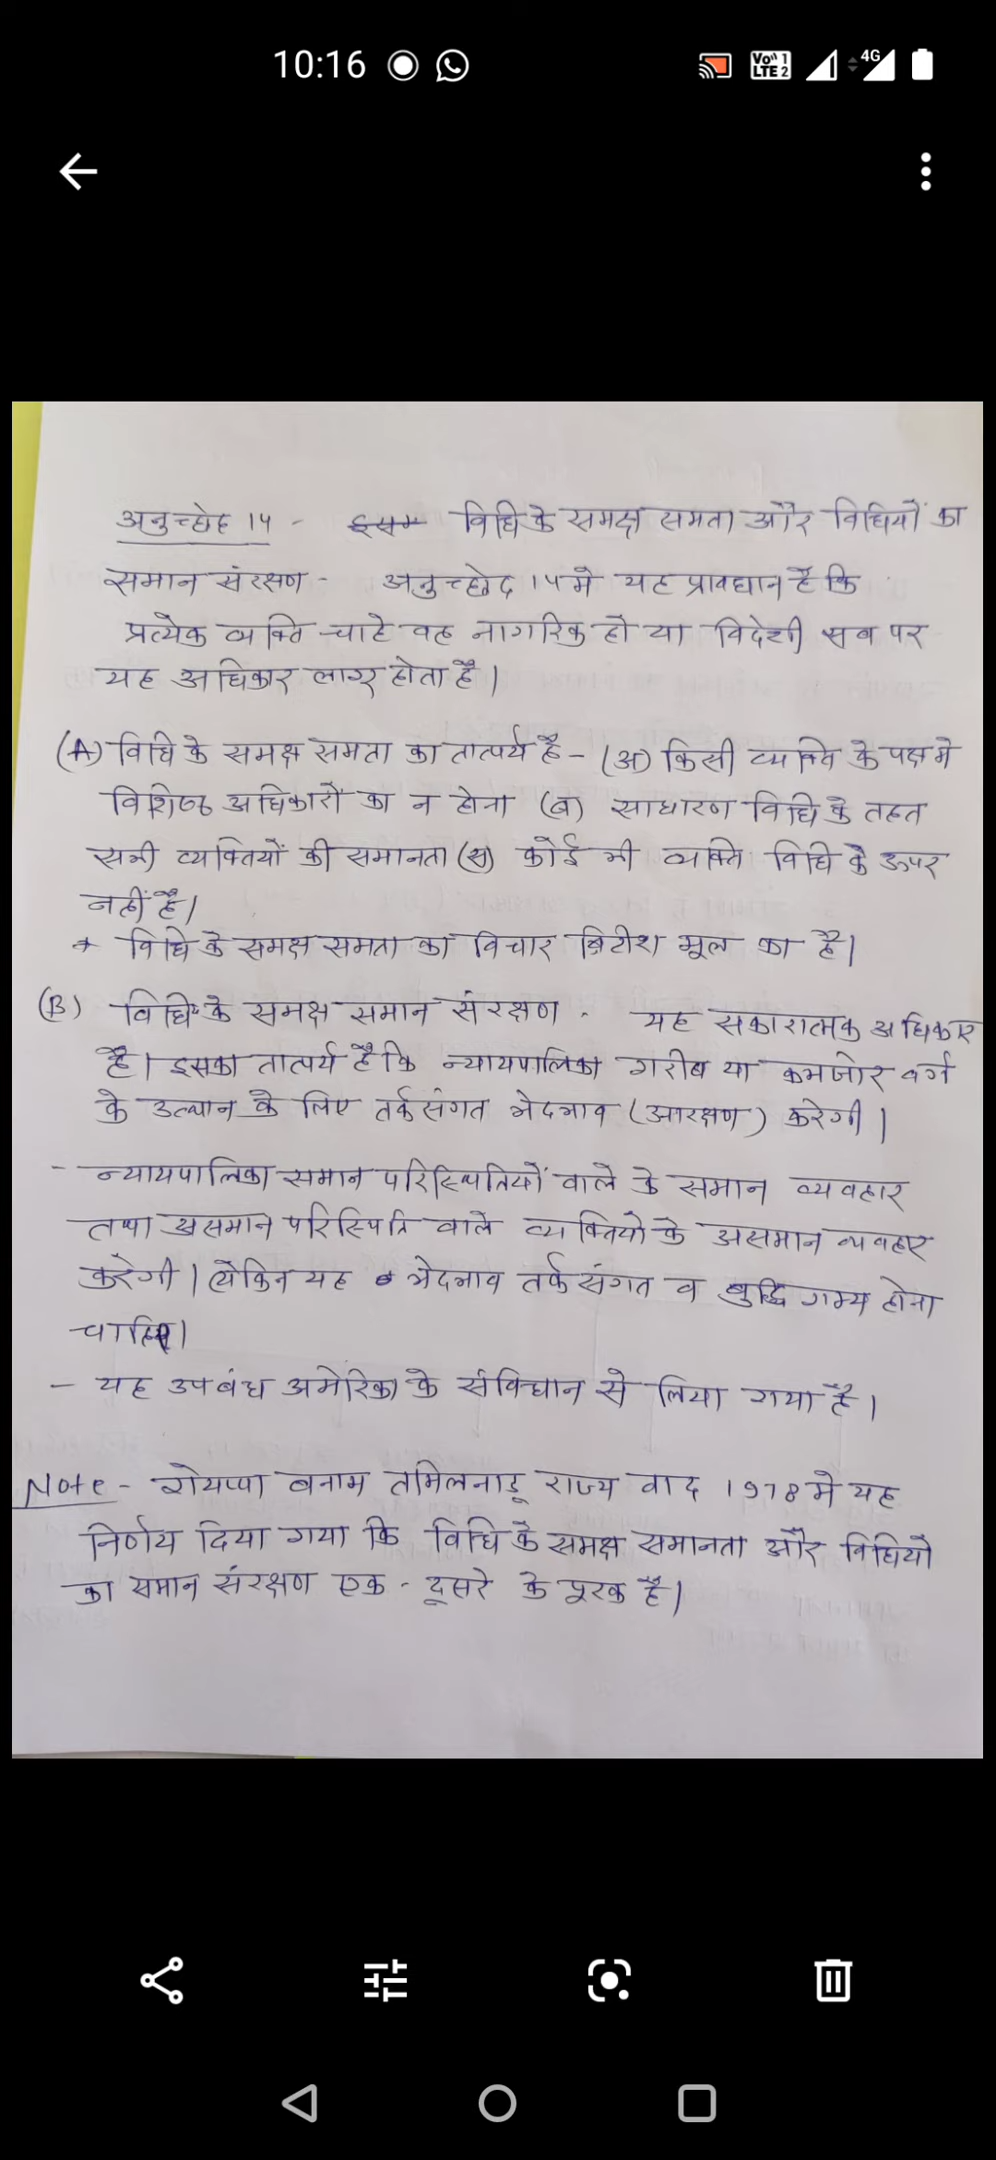 10:16
Vo)) 1
LTE 2
4G
अनुच्छेद 14 - विधि के समक्ष समता और विधियों का
समान संरक्षण - अनुच्छेद 14 मे यह प्रावधान है कि
प्रत्येक व्यक्ति चाहे वह नागरिक हो या विदेशी सब पर
यह अधिकार लागू होता है।
(A) विधि के समक्ष समता का तात्पर्य है - (अ) किसी व्यक्ति के पक्ष मे
विशिष्ठ अधिकारों का न होना (ब) साधारण विधि के तहत
सभी व्यक्तियों की समानता (स) कोई भी व्यक्ति विधि के ऊपर
नहीं है।
* विधि के समक्ष समता का विचार ब्रिटीश मूल का है।
(B) विधि के समक्ष समान संरक्षण - यह सकारात्मक अधिकार
है। इसका तात्पर्य है कि न्यायपालिका गरीब या कमजोर वर्ग
के उत्थान के लिए तर्कसंगत भेदभाव (आरक्षण) करेगी।
- न्यायपालिका समान परिस्थितियों वाले के समान व्यवहार
तथा असमान परिस्थिति वाले व्यक्तियों के असमान व्यवहार
करेगी। लेकिन यह भेदभाव तर्कसंगत व बुद्धि गम्य होना
चाहिए।
- यह उपबंध अमेरिका के संविधान से लिया गया है।
Note - रोयप्पा बनाम तमिलनाडू राज्य वाद 1978 मे यह
निर्णय दिया गया कि विधि के समक्ष समानता और विधियों
का समान संरक्षण एक - दूसरे के पूरक है।